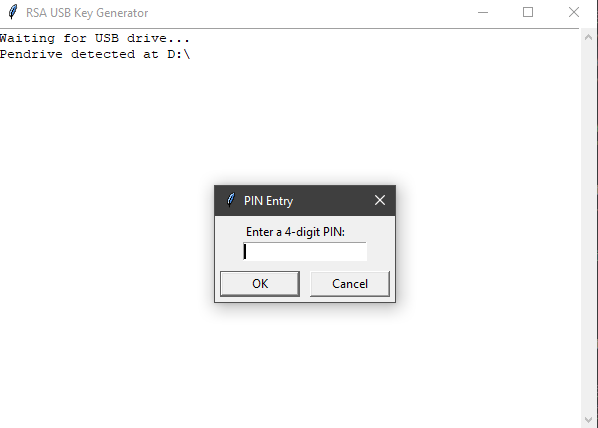 RSA USB Key Generator
Waiting for USB drive...
Pendrive detected at D:\
PIN Entry
Enter a 4-digit PIN:
OK
Cancel